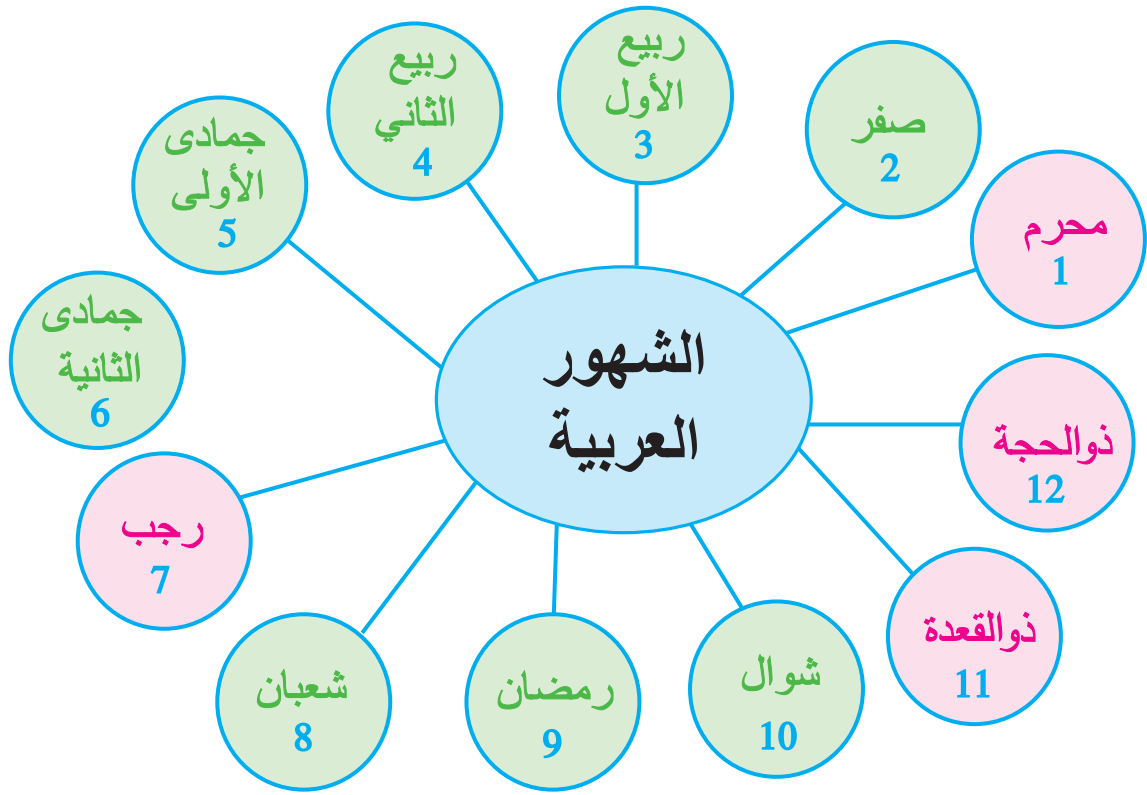 الشهور
العربية
محرم
1
صفر
2
ربيع
الأول
3
ربيع
الثاني
4
جمادى
الأولى
5
جمادى
الثانية
6
رجب
7
شعبان
8
رمضان
9
شوال
10
ذوالقعدة
11
ذوالحجة
12